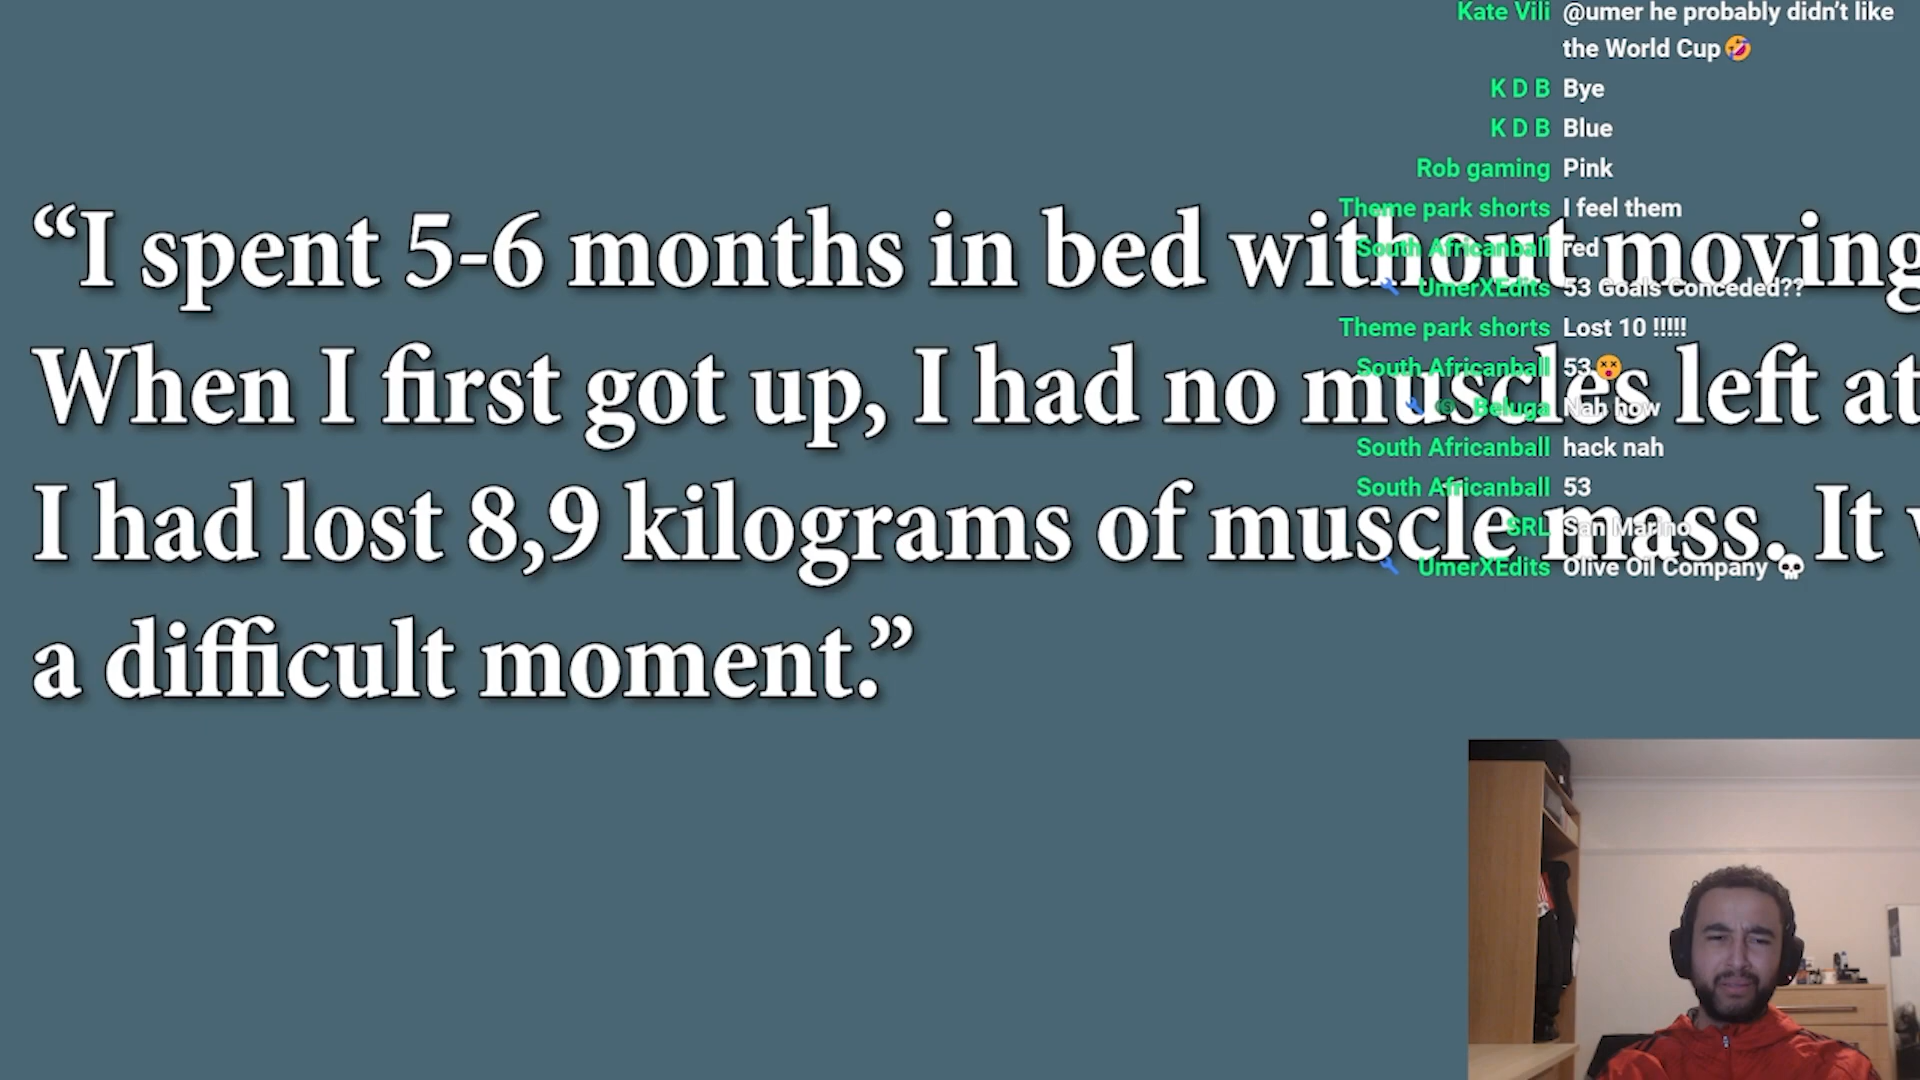 “I spent 5-6 months in bed without moving
When I first got up, I had no muscles left at
I had lost 8,9 kilograms of muscle mass. It
a difficult moment.”
Kate Vili @umer he probably didn’t like
the World Cup🤣
K D B Bye
K D B Blue
Rob gaming Pink
Theme park shorts I feel them
South Africanball red
UmerXEdits 53 Goals Conceded??
Theme park shorts Lost 10 !!!!!
South Africanball 53😵
Beluga Nah how
South Africanball hack nah
South Africanball 53
SRL San Marino
UmerXEdits Olive Oil Company💀